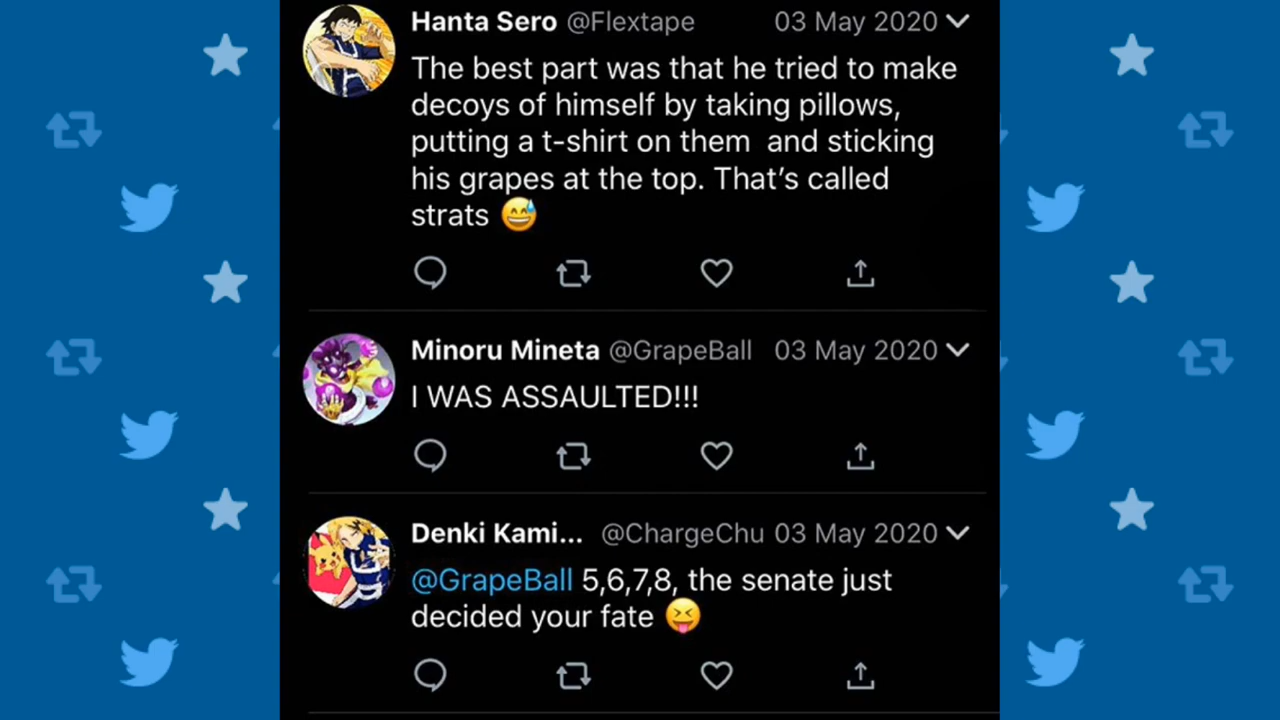 Hanta Sero @Flextape 03 May 2020
The best part was that he tried to make
decoys of himself by taking pillows,
putting a t-shirt on them  and sticking
his grapes at the top. That’s called
strats 😅
Minoru Mineta @GrapeBall 03 May 2020
I WAS ASSAULTED!!!
Denki Kami... @ChargeChu 03 May 2020
@GrapeBall 5,6,7,8, the senate just
decided your fate 😝